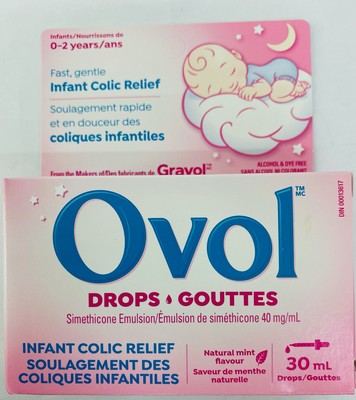 Infants/Nourrissons de
0-2 years/ans
Fast, gentle
Infant Colic Relief
Soulagement rapide
et en douceur des
coliques infantiles
From the Makers of/Des fabricants de Gravol™
ALCOHOL & DYE FREE
SANS ALCOOL NI COLORANT
Ovol™ MC
DIN 00013617
DROPS GOUTTES
Simethicone Emulsion/Émulsion de siméthicone 40 mg/mL
INFANT COLIC RELIEF
SOULAGEMENT DES
COLIQUES INFANTILES
Natural mint
flavour
Saveur de menthe
naturelle
30 mL
Drops/Gouttes